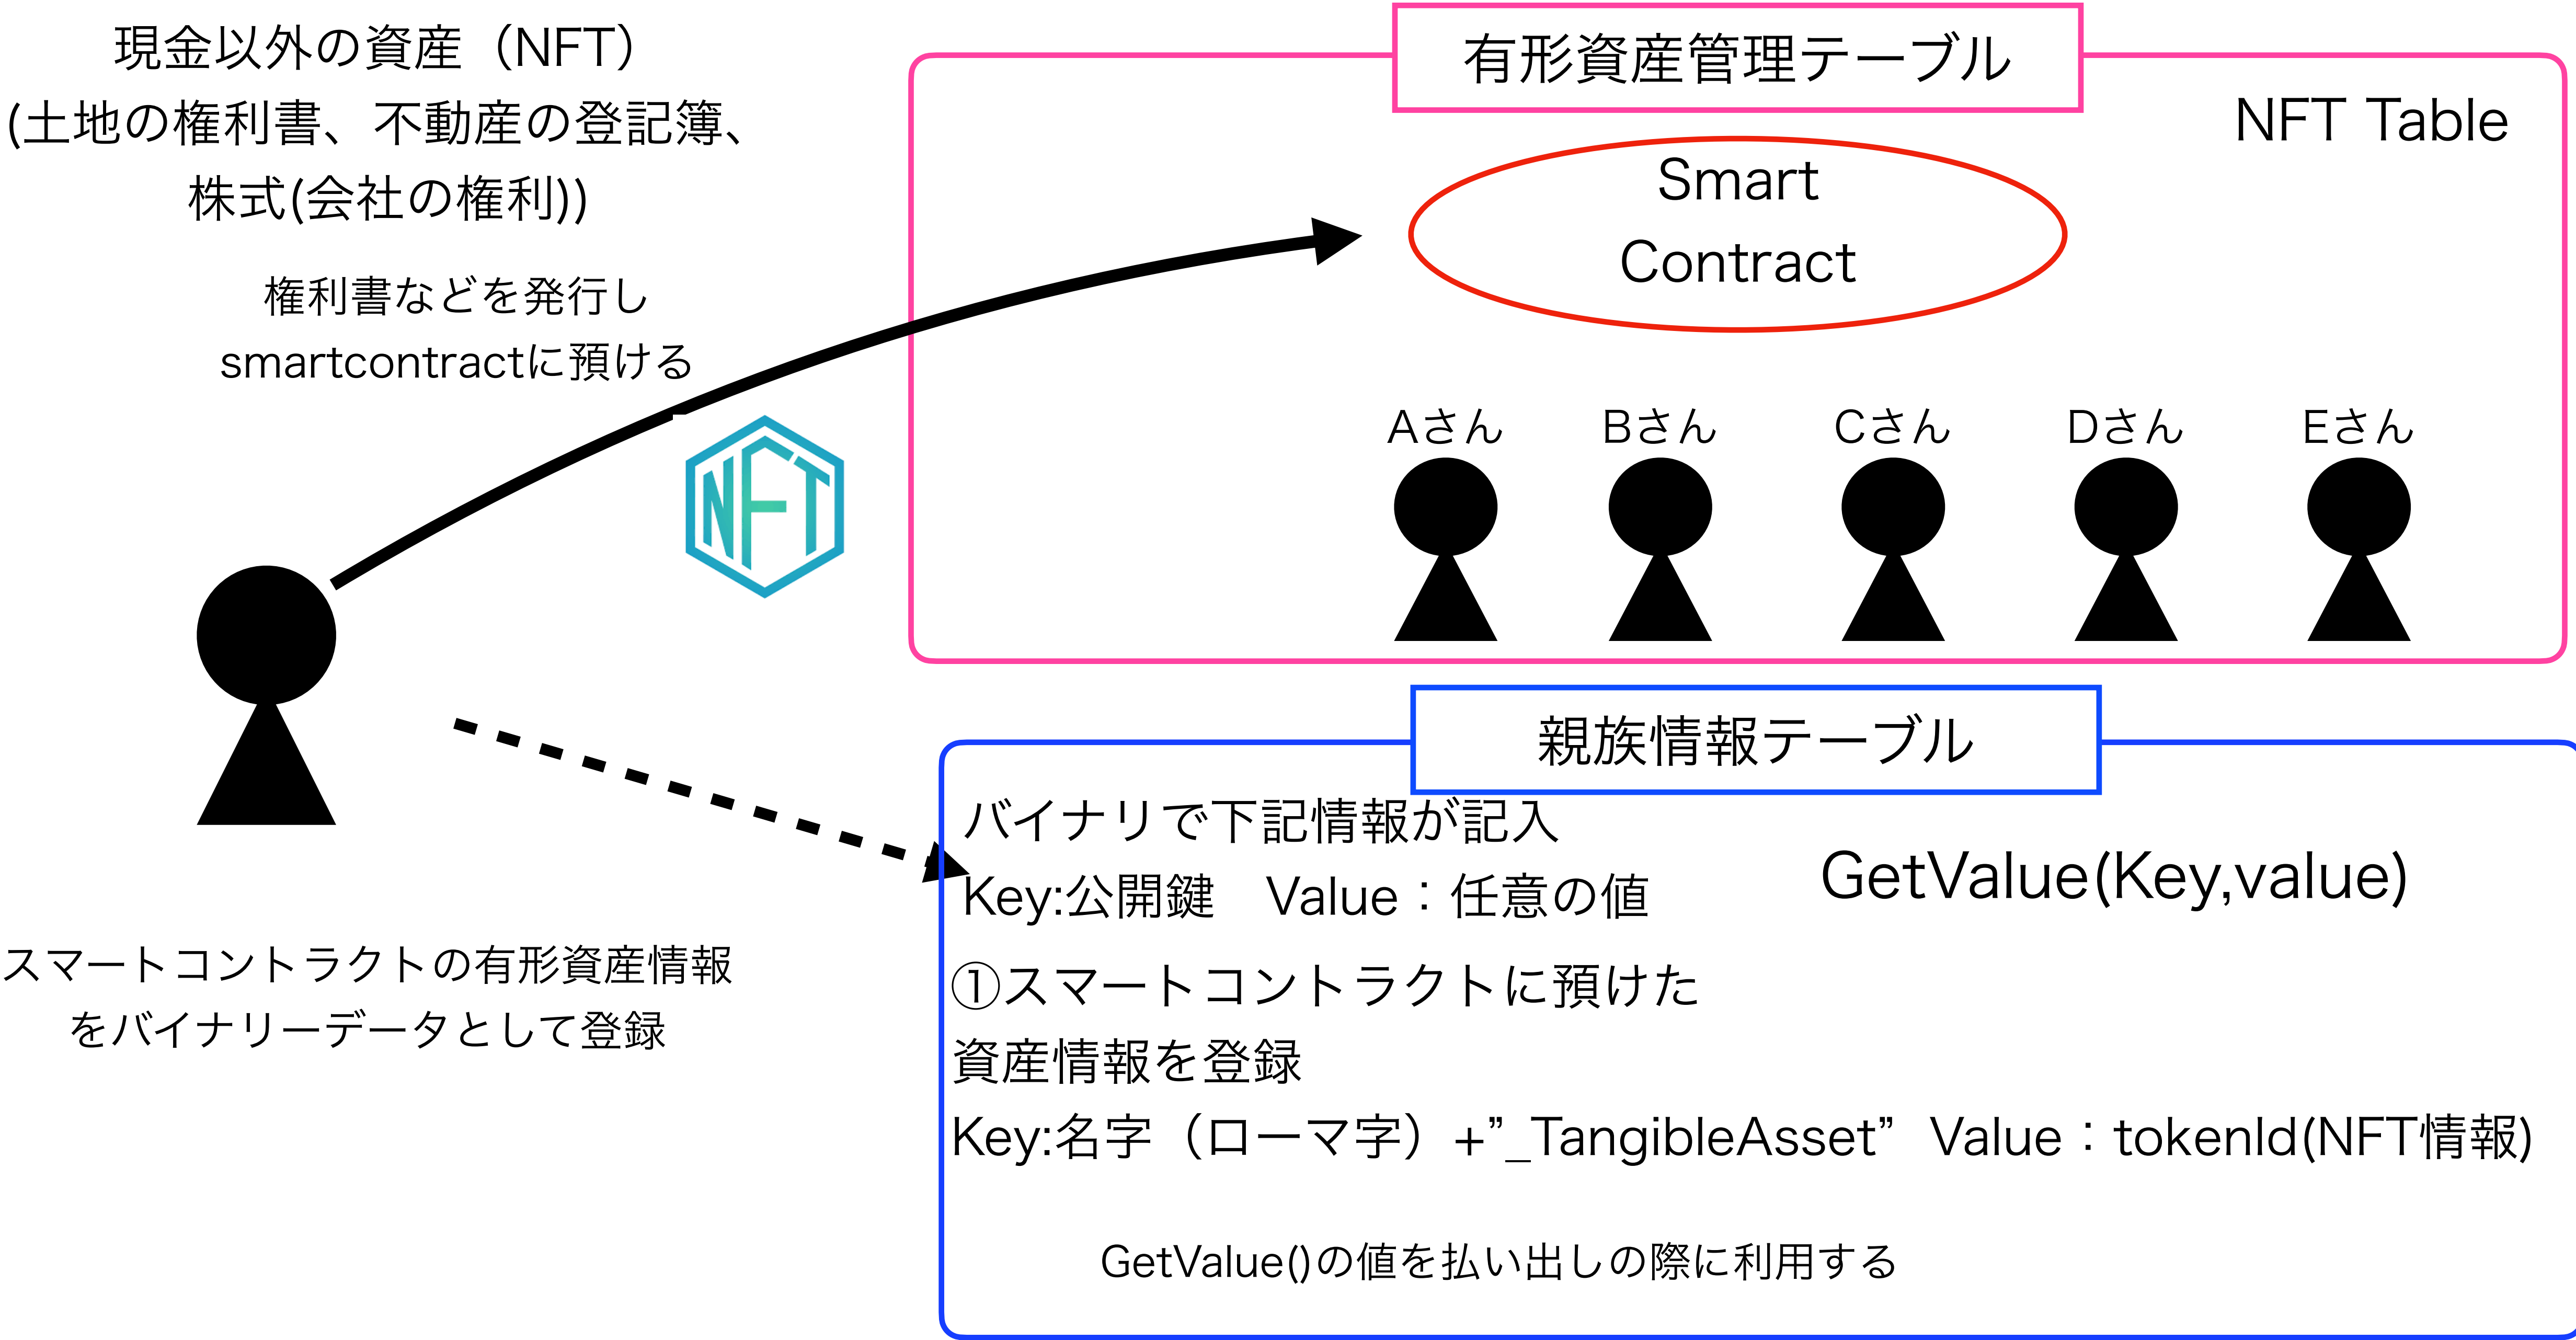 現金以外の資産（NFT）
(土地の権利書、不動産の登記簿、
株式(会社の権利))
権利書などを発行し
smartcontractに預ける
NFT
スマートコントラクトの有形資産情報
をバイナリーデータとして登録
有形資産管理テーブル
NFT Table
Smart
Contract
Aさん Bさん Cさん Dさん Eさん
親族情報テーブル
バイナリで下記情報が記入
Key:公開鍵　Value：任意の値
GetValue(Key,value)
①スマートコントラクトに預けた
資産情報を登録
Key:名字（ローマ字）+”_TangibleAsset” Value：tokenId(NFT情報)
GetValue()の値を払い出しの際に利用する